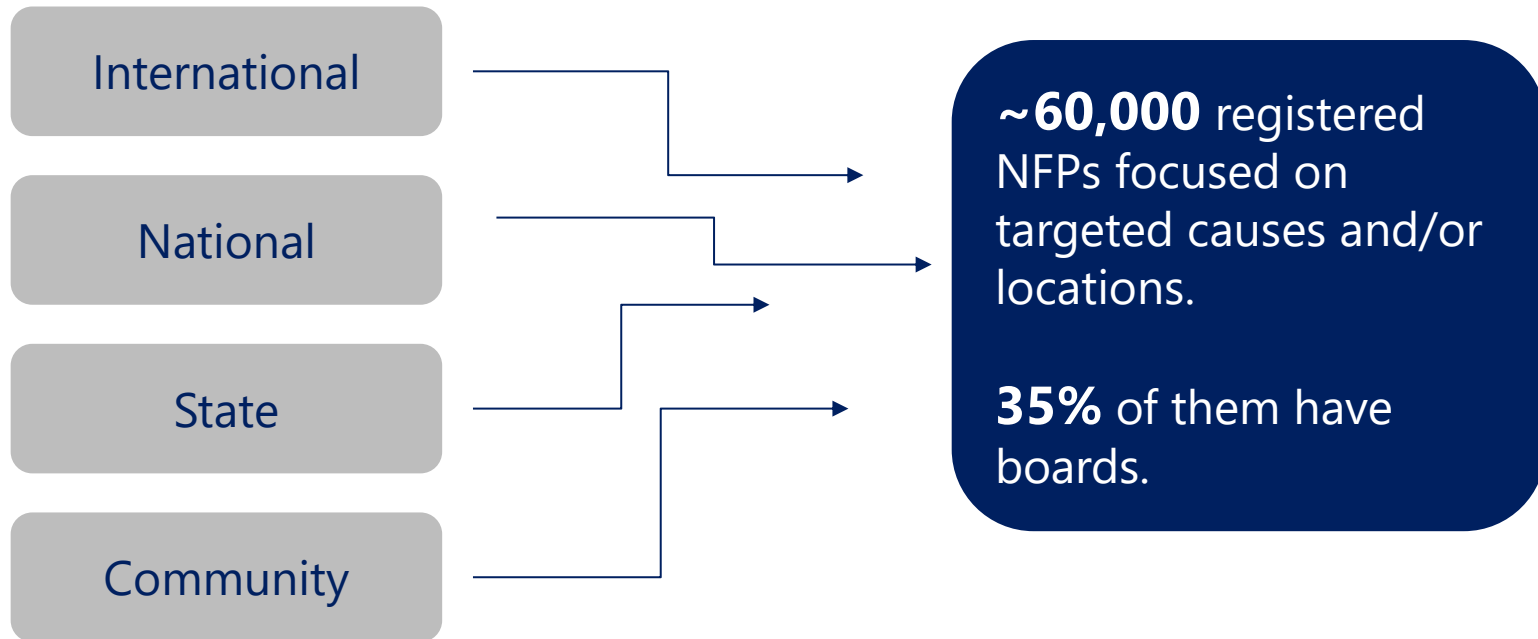 International
National
State
Community
~60,000 registered
NFPs focused on
targeted causes and/or
locations.
35% of them have
boards.